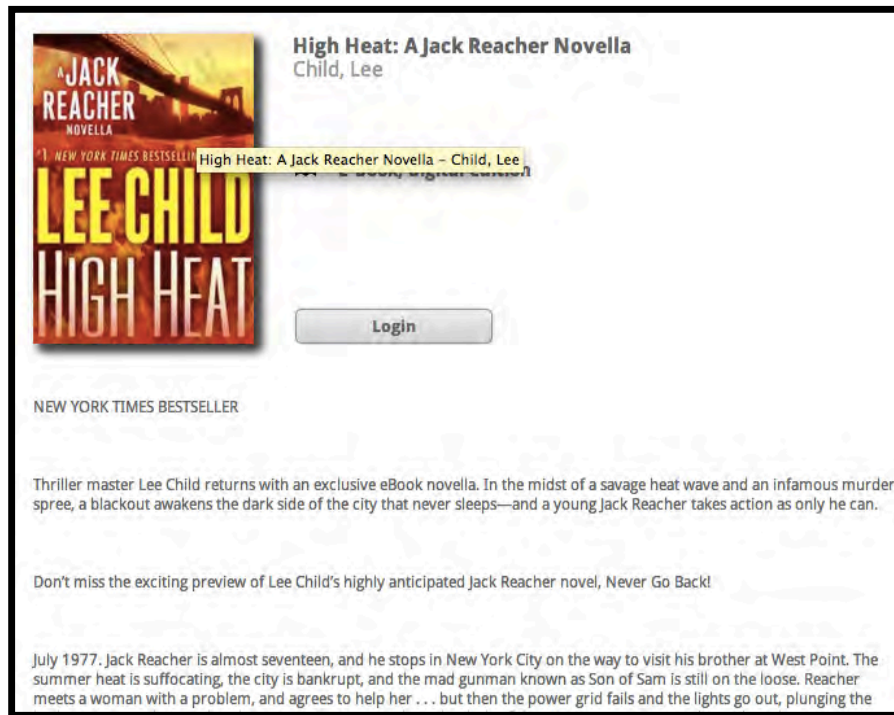 A JACK
REACHER
NOVELLA
#1 NEW YORK TIMES
LEE CHILD
HIGH HEAT
High Heat: A Jack Reacher Novella
Child, Lee
High Heat: A Jack Reacher Novella – Child, Lee
E-Book, digital edition
Login
NEW YORK TIMES BESTSELLER
Thriller master Lee Child returns with an exclusive eBook novella. In the midst of a savage heat wave and an infamous murder
spree, a blackout awakens the dark side of the city that never sleeps—and a young Jack Reacher takes action as only he can.
Don't miss the exciting preview of Lee Child's highly anticipated Jack Reacher novel, Never Go Back!
July 1977. Jack Reacher is almost seventeen, and he stops in New York City on the way to visit his brother at West Point. The
summer heat is suffocating, the city is bankrupt, and the mad gunman known as Son of Sam is still on the loose. Reacher
meets a woman with a problem, and agrees to help her . . . but then the power grid fails and the lights go out, plunging the